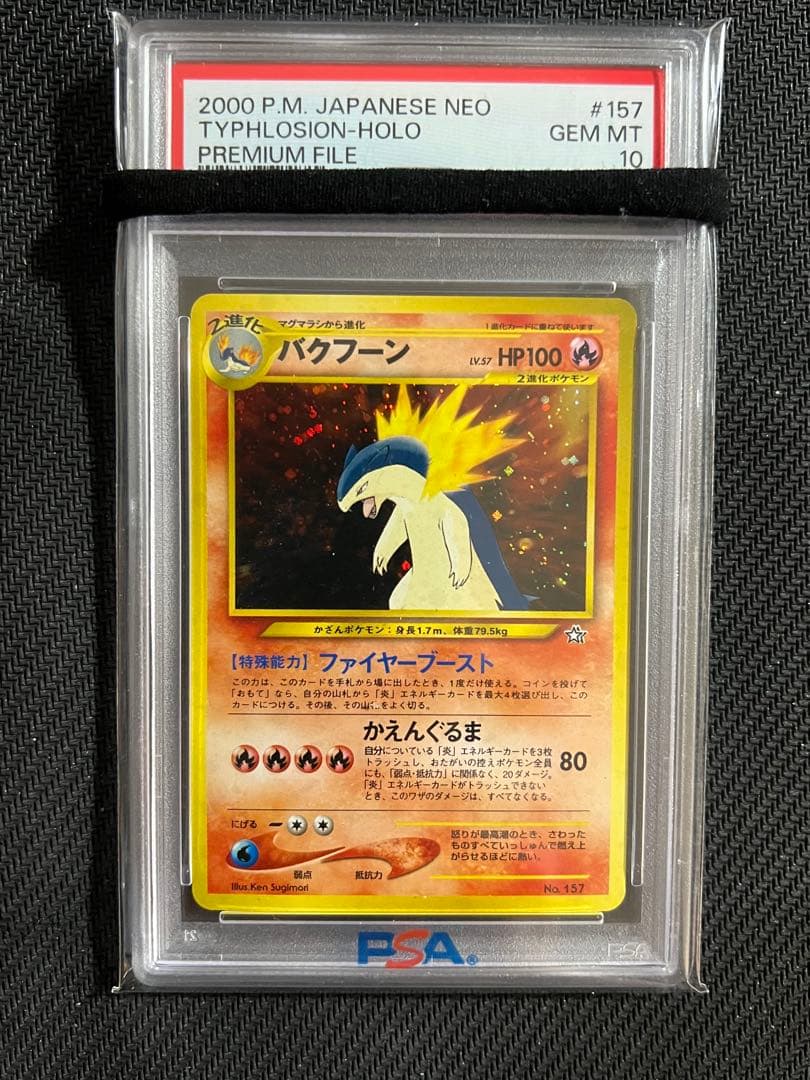 2000 P.M. JAPANESE NEO #157
TYPHLOSION-HOLO GEM MT
PREMIUM FILE 10
2進化
マグマラシから進化
1進化カードに重ねて使います
バクフーン LV.57 HP100
2進化ポケモン
かざんポケモン：身長1.7m、体重79.5kg
【特殊能力】ファイヤーブースト
この力は、このカードを手札から場に出したとき、1度だけ使える。コインを投げて
「おもて」なら、自分の山札から「炎」エネルギーカードを最大4枚選び出し、この
カードにつける。その後、その山札をよく切る。
かえんぐるま
自分についている「炎」エネルギーカードを3枚
トラッシュし、おたがいの控えポケモン全員
にも、「弱点・抵抗力」に関係なく、20ダメージ。
「炎」エネルギーカードがトラッシュできない
とき、このワザのダメージは、すべてなくなる。
80
にげる
弱点
抵抗力
怒りが最高潮のとき、さわった
ものすべていっしゅんで燃え上
がらせるほどに熱い。
Illus.Ken Sugimori
No.157
PSA®
PSA